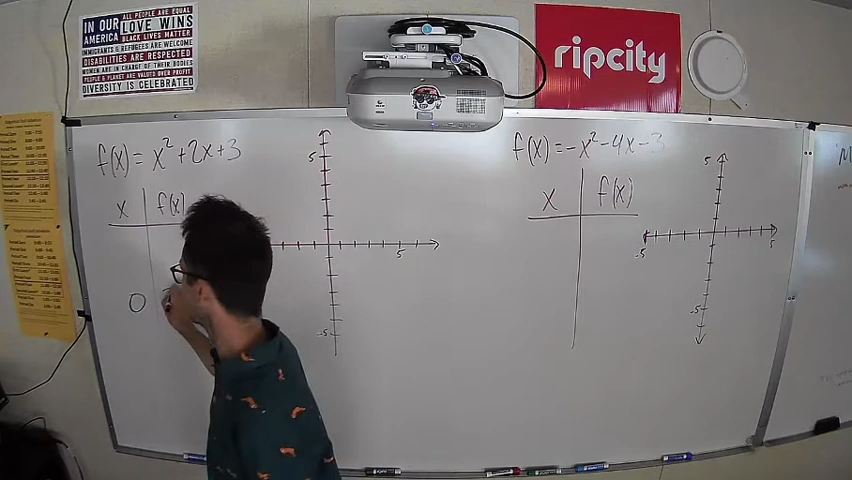 IN OUR
AMERICA
ALL PEOPLE ARE EQUAL
LOVE WINS
BLACK LIVES MATTER
IMMIGRANTS & REFUGEES ARE WELCOME
DISABILITIES ARE RESPECTED
WOMEN ARE IN CHARGE OF THEIR BODIES
PEOPLE & PLANET ARE VALUED OVER PROFIT
DIVERSITY IS CELEBRATED
ripcity
f(x) = x² + 2x + 3
x f(x)
0
5
5
-5
f(x) = -x² - 4x - 3
x f(x)
5
-5 5
-5